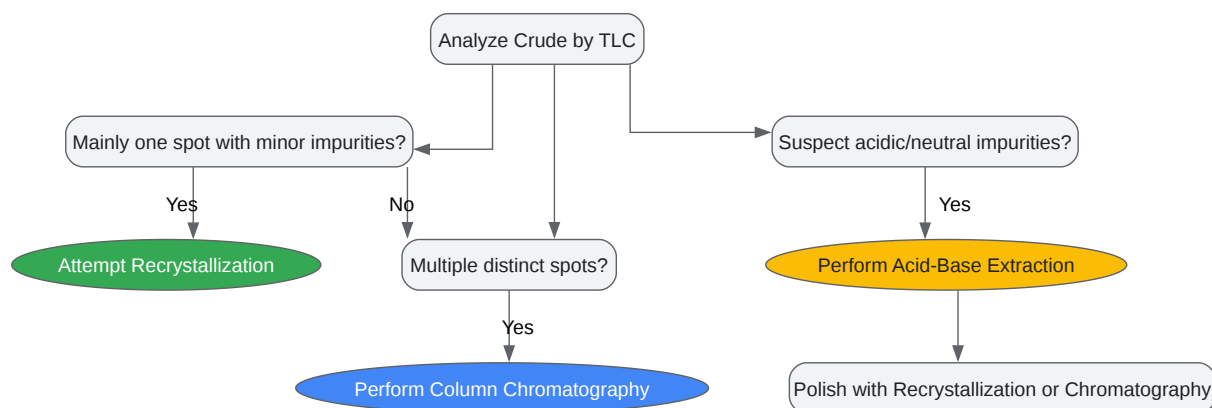 Analyze Crude by TLC
Mainly one spot with minor impurities?
Suspect acidic/neutral impurities?
Yes
No
Yes
Attempt Recrystallization
Multiple distinct spots?
Perform Acid-Base Extraction
Yes
Perform Column Chromatography
Polish with Recrystallization or Chromatography